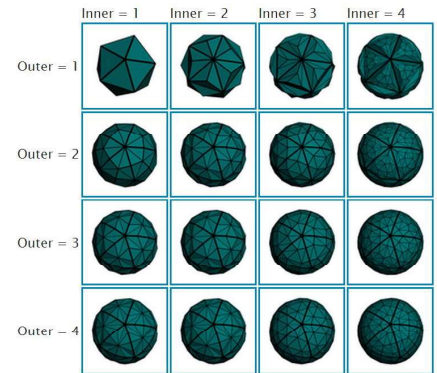 Inner = 1 Inner = 2 Inner = 3 Inner = 4
Outer = 1
Outer = 2
Outer = 3
Outer = 4